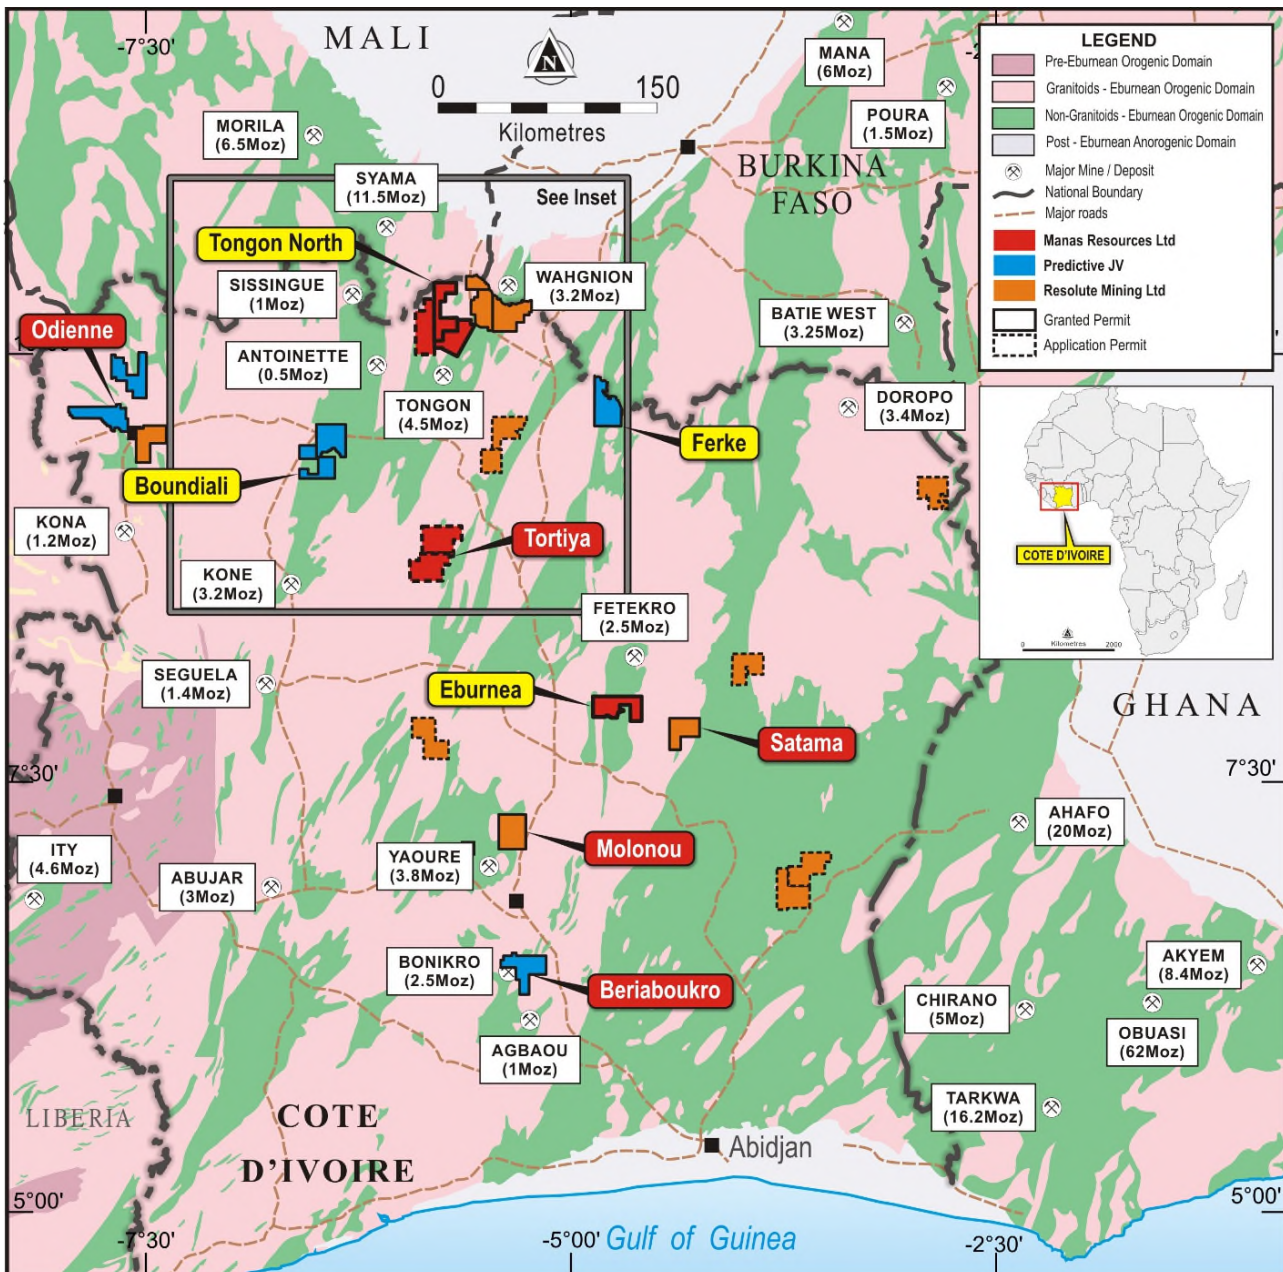 -7°30'
MALI
0
150
Kilometres
N
MANA
(6Moz)
POURA
(1.5Moz)
LEGEND
Pre-Eburnean Orogenic Domain
Granitoids - Eburnean Orogenic Domain
Non-Granitoids - Eburnean Orogenic Domain
Post - Eburnean Anorogenic Domain
Major Mine / Deposit
National Boundary
Major roads
Manas Resources Ltd
Predictive JV
Resolute Mining Ltd
Granted Permit
Application Permit
MORILA
(6.5Moz)
SYAMA
(11.5Moz)
See Inset
BURKINA
FASO
Tongon North
SISSINGUE
(1Moz)
WAHGNION
(3.2Moz)
BATIE WEST
(3.25Moz)
Odienne
ANTOINETTE
(0.5Moz)
TONGON
(4.5Moz)
DOROPO
(3.4Moz)
Ferke
Boundiali
KONA
(1.2Moz)
Tortiya
COTE D'IVOIRE
KONE
(3.2Moz)
FETEKRO
(2.5Moz)
0
Kilometres
2000
SEGUELA
(1.4Moz)
Eburnea
GHANA
Satama
7°30'
7°30'
AHAFO
(20Moz)
ITY
(4.6Moz)
Molonou
YAOURE
(3.8Moz)
ABUJAR
(3Moz)
BONIKRO
(2.5Moz)
Beriaboukro
AKYEM
(8.4Moz)
CHIRANO
(5Moz)
OBUASI
(62Moz)
AGBAOU
(1Moz)
TARKWA
(16.2Moz)
LIBERIA
COTE
D'IVOIRE
Abidjan
5°00'
5°00'
-7°30'
-5°00'
Gulf of Guinea
-2°30'